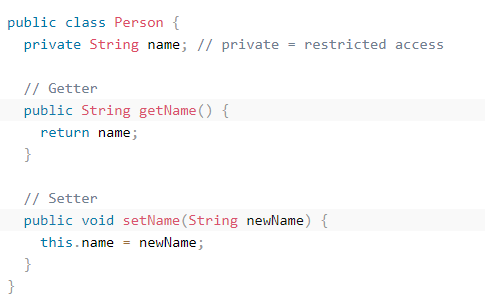 public class Person {
  private String name; // private = restricted access

  // Getter
  public String getName() {
    return name;
  }

  // Setter
  public void setName(String newName) {
    this.name = newName;
  }
}